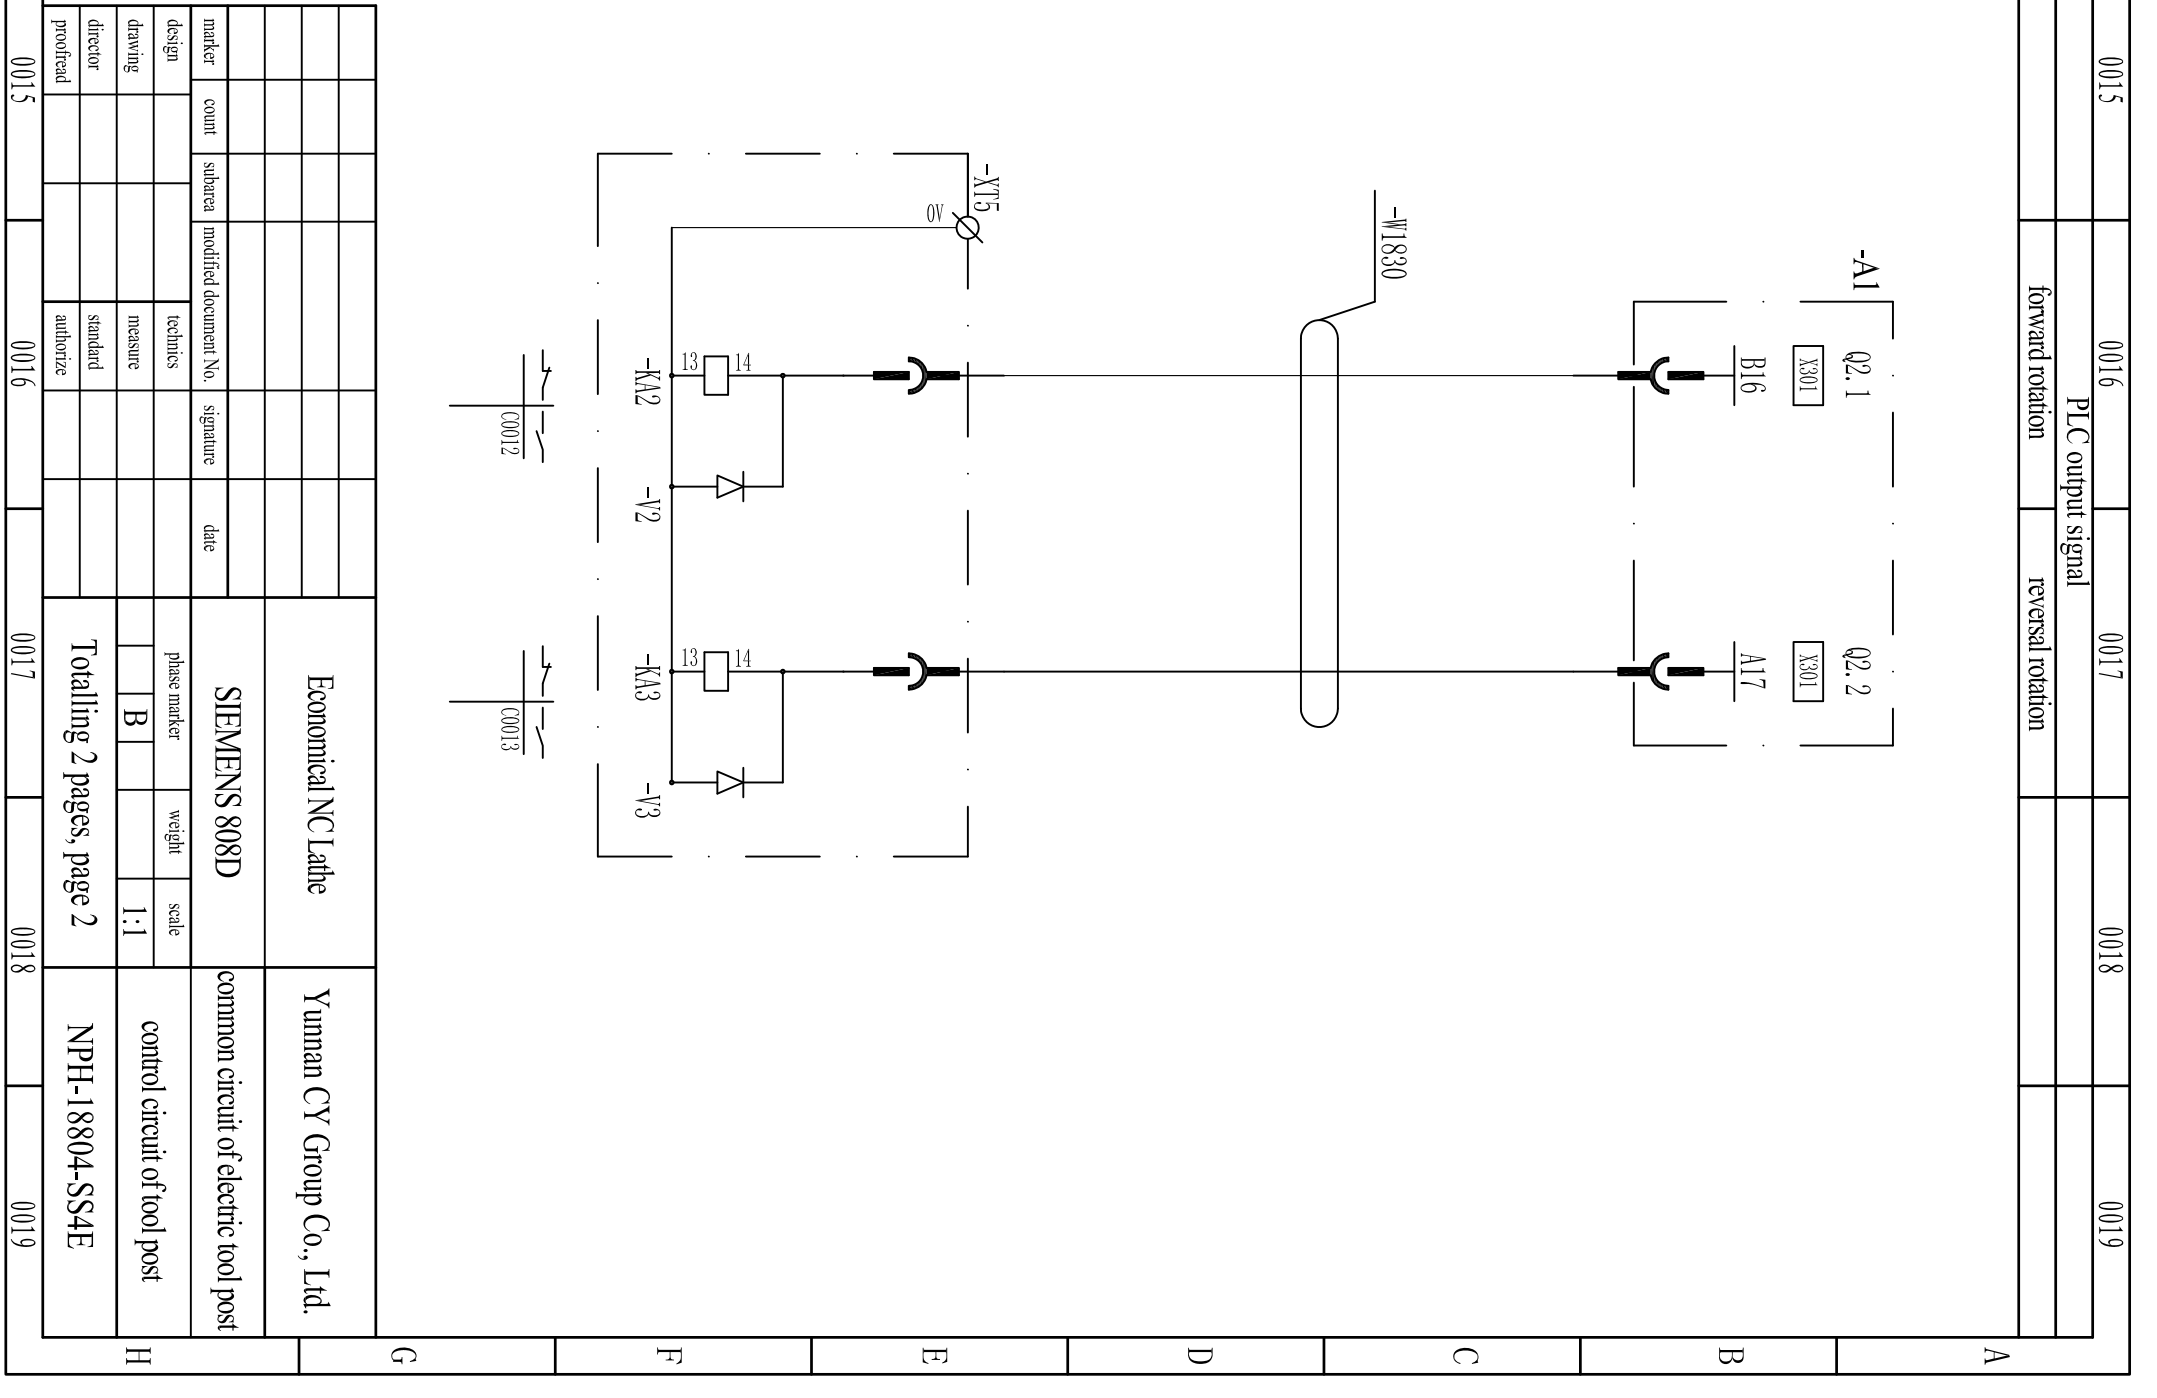 0015 0016 0017 0018 0019
PLC output signal
forward rotation reversal rotation
A
B
C
D
E
F
G
H
-A1
Q2.1 Q2.2
X301 X301
B16 A17
-W1830
-XT5
0V
14 14
13 13
-KA2 -V2 -KA3 -V3
C0012 C0013
Economical NC Lathe
Yunnan CY Group Co., Ltd.
SIEMENS 808D
common circuit of electric tool post
marker count subarea modified document No. signature date
design technics
phase marker weight scale
drawing measure
B 1:1
control circuit of tool post
director standard
Totalling 2 pages, page 2
NPH-18804-SS4E
proofread authorize
0015 0016 0017 0018 0019